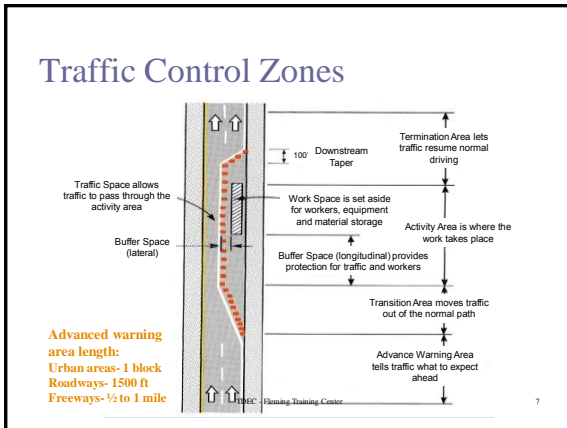 Traffic Control Zones
Termination Area lets
traffic resume normal
driving
100'
Downstream
Taper
Traffic Space allows
traffic to pass through the
activity area
Work Space is set aside
for workers, equipment
and material storage
Activity Area is where the
work takes place
Buffer Space
(lateral)
Buffer Space (longitudinal) provides
protection for traffic and workers
Transition Area moves traffic
out of the normal path
Advanced warning
area length:
Urban areas- 1 block
Roadways- 1500 ft
Freeways- ½ to 1 mile
Advance Warning Area
tells traffic what to expect
ahead
TDEC - Fleming Training Center
7